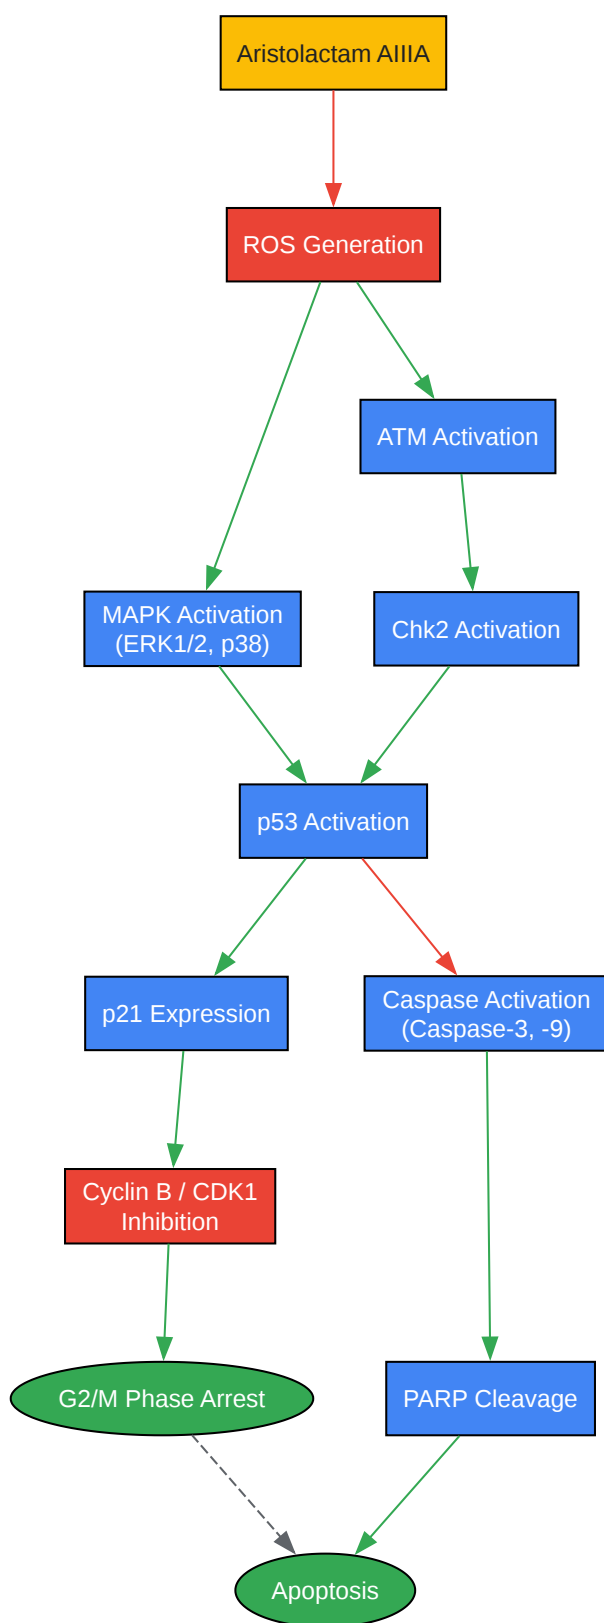 Aristolactam AIIIA
ROS Generation
ATM Activation
MAPK Activation
(ERK1/2, p38)
Chk2 Activation
p53 Activation
p21 Expression
Caspase Activation
(Caspase-3, -9)
Cyclin B / CDK1
Inhibition
G2/M Phase Arrest
PARP Cleavage
Apoptosis